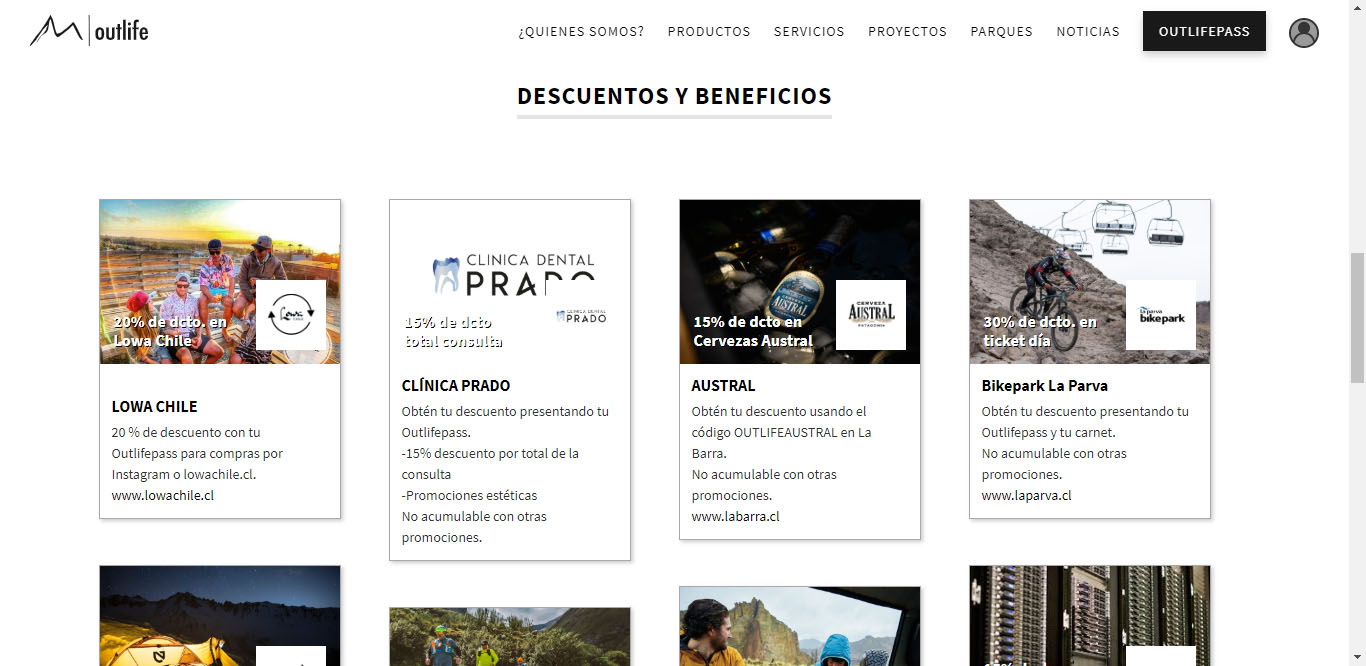 outlife
¿QUIENES SOMOS?
PRODUCTOS
SERVICIOS
PROYECTOS
PARQUES
NOTICIAS
OUTLIFEPASS
DESCUENTOS Y BENEFICIOS
20% de dcto. en
Lowa Chile
Lowa
LOWA CHILE
20 % de descuento con tu
Outlifepass para compras por
Instagram o lowachile.cl.
www.lowachile.cl
CLINICA DENTAL
PRADO
CLINICA DENTAL
PRADO
15% de dcto
total consulta
CLÍNICA PRADO
Obtén tu descuento presentando tu
Outlifepass.
-15% descuento por total de la
consulta
-Promociones estéticas
No acumulable con otras
promociones.
AUSTRAL
CERVEZA
AUSTRAL
PATAGONIA
15% de dcto en
Cervezas Austral
AUSTRAL
Obtén tu descuento usando el
código OUTLIFEAUSTRAL en La
Barra.
No acumulable con otras
promociones.
www.labarra.cl
la parva
bikepark
30% de dcto. en
ticket día
Bikepark La Parva
Obtén tu descuento presentando tu
Outlifepass y tu carnet.
No acumulable con otras
promociones.
www.laparva.cl